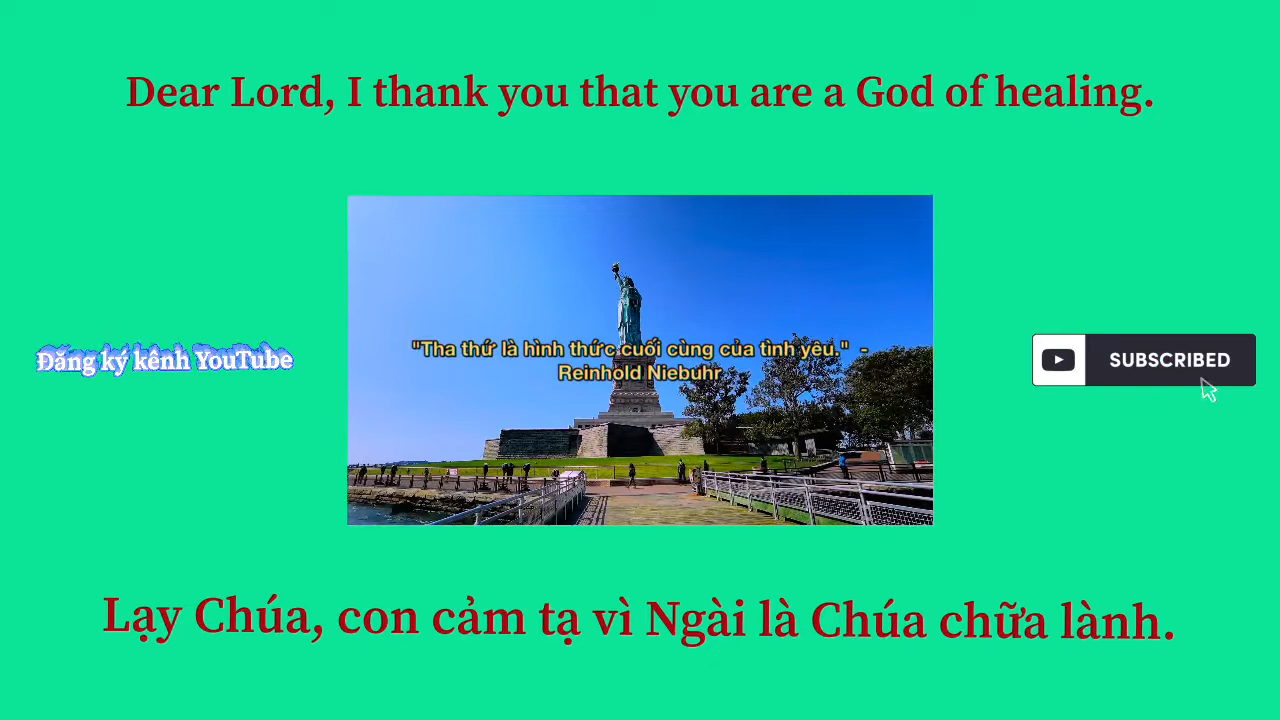 Dear Lord, I thank you that you are a God of healing.
"Tha thứ là hình thức cuối cùng của tình yêu." -
Reinhold Niebuhr
Đăng ký kênh YouTube
SUBSCRIBED
Lạy Chúa, con cảm tạ vì Ngài là Chúa chữa lành.